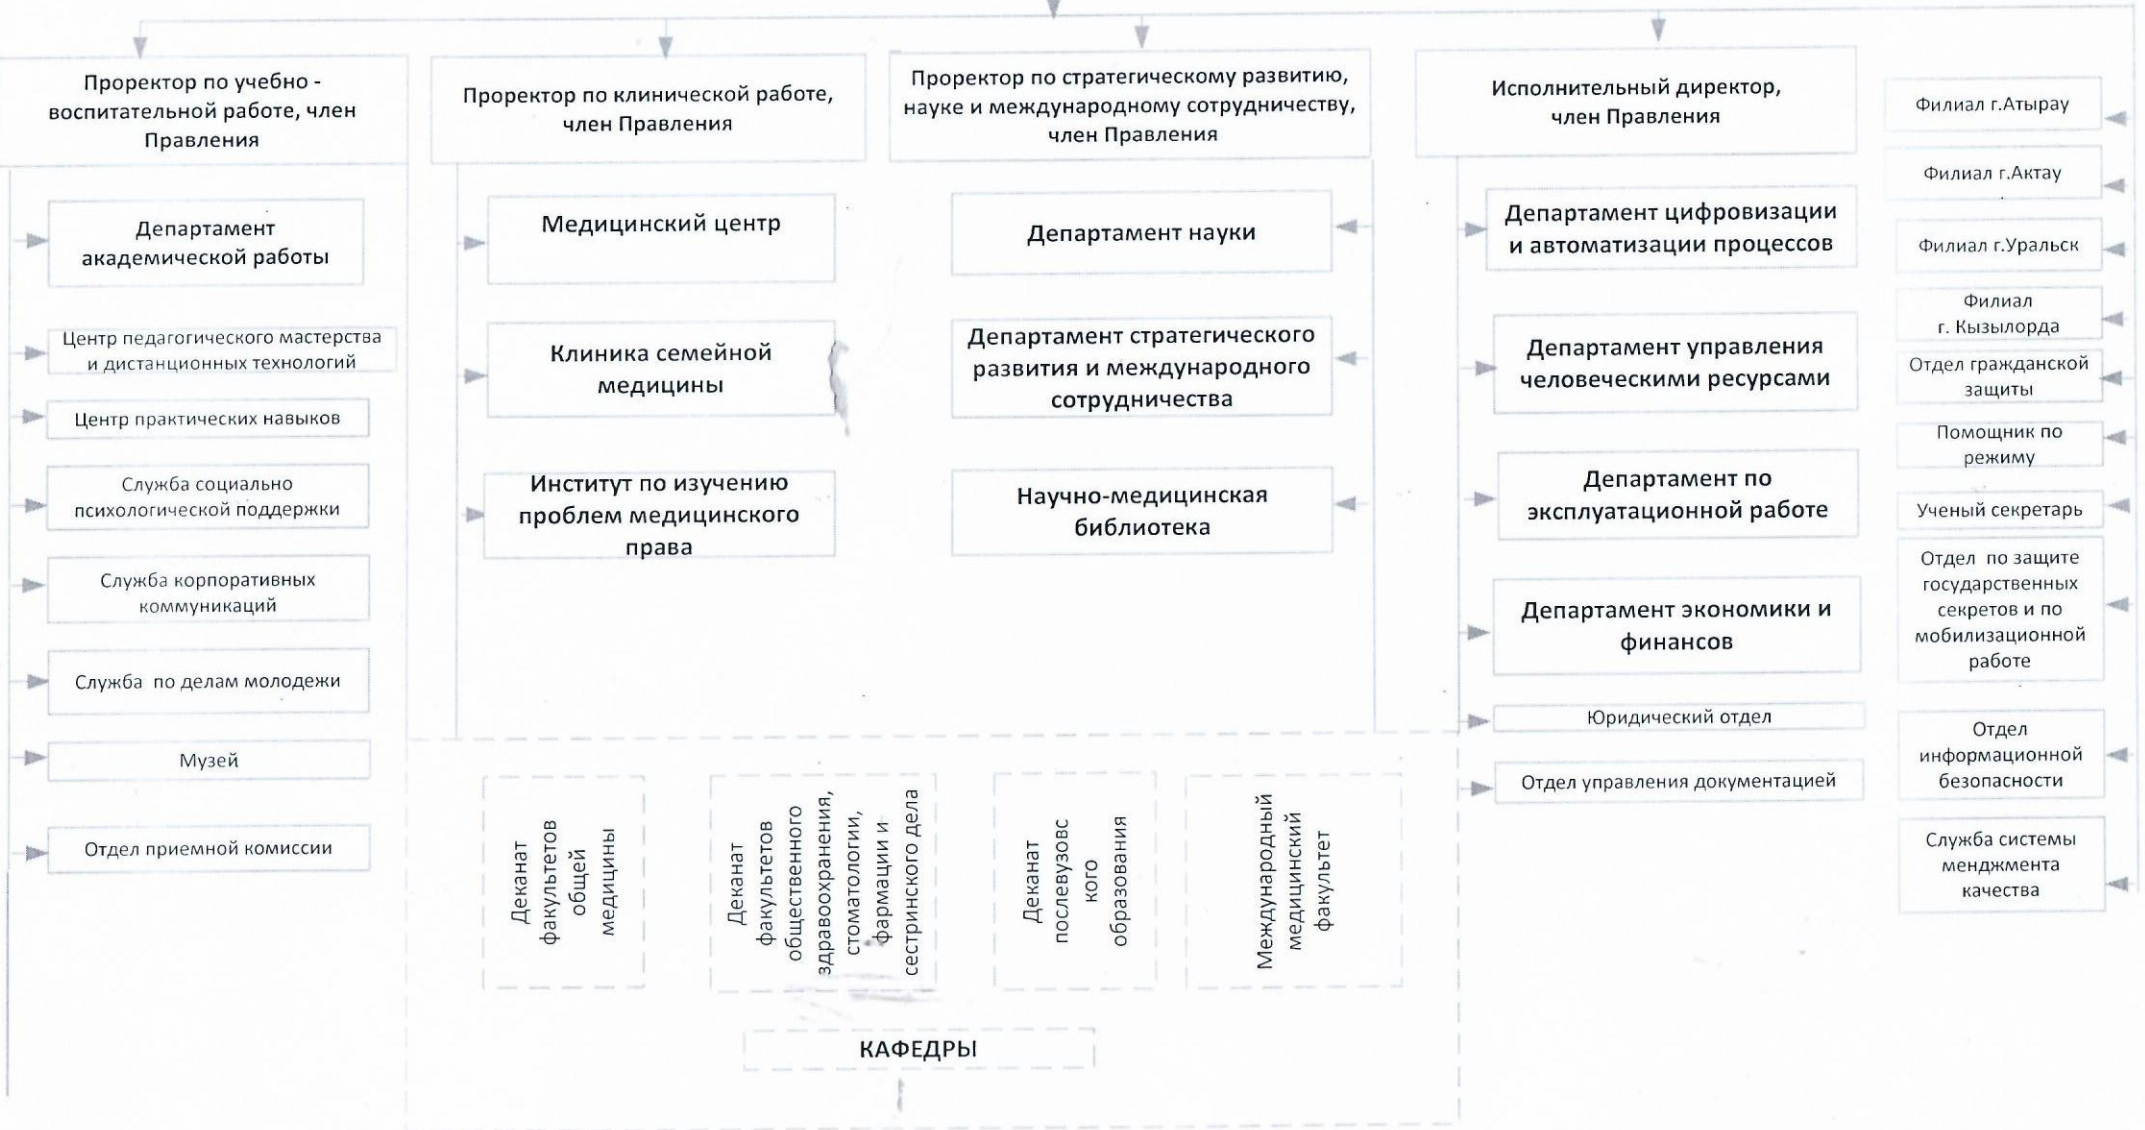 Проректор по учебно -
воспитательной работе, член
Правления
Департамент
академической работы
Центр педагогического мастерства
и дистанционных технологий
Центр практических навыков
Служба социально
психологической поддержки
Служба корпоративных
коммуникаций
Служба по делам молодежи
Музей
Отдел приемной комиссии
Проректор по клинической работе,
член Правления
Медицинский центр
Клиника семейной
медицины
Институт по изучению
проблем медицинского
права
Проректор по стратегическому развитию,
науке и международному сотрудничеству,
член Правления
Департамент науки
Департамент стратегического
развития и международного
сотрудничества
Научно-медицинская
библиотека
Исполнительный директор,
член Правления
Департамент цифровизации
и автоматизации процессов
Департамент управления
человеческими ресурсами
Департамент по
эксплуатационной работе
Департамент экономики и
финансов
Юридический отдел
Отдел управления документацией
Филиал г.Атырау
Филиал г.Актау
Филиал г.Уральск
Филиал
г. Кызылорда
Отдел гражданской
защиты
Помощник по
режиму
Ученый секретарь
Отдел по защите
государственных
секретов и по
мобилизационной
работе
Отдел
информационной
безопасности
Служба системы
менджмента
качества
Деканат
факультетов
общей
медицины
Деканат
факультетов
общественного
здравоохранения,
стоматологии,
фармации и
сестринского дела
Деканат
послевузовс
кого
образования
Международный
медицинский
факультет
КАФЕДРЫ